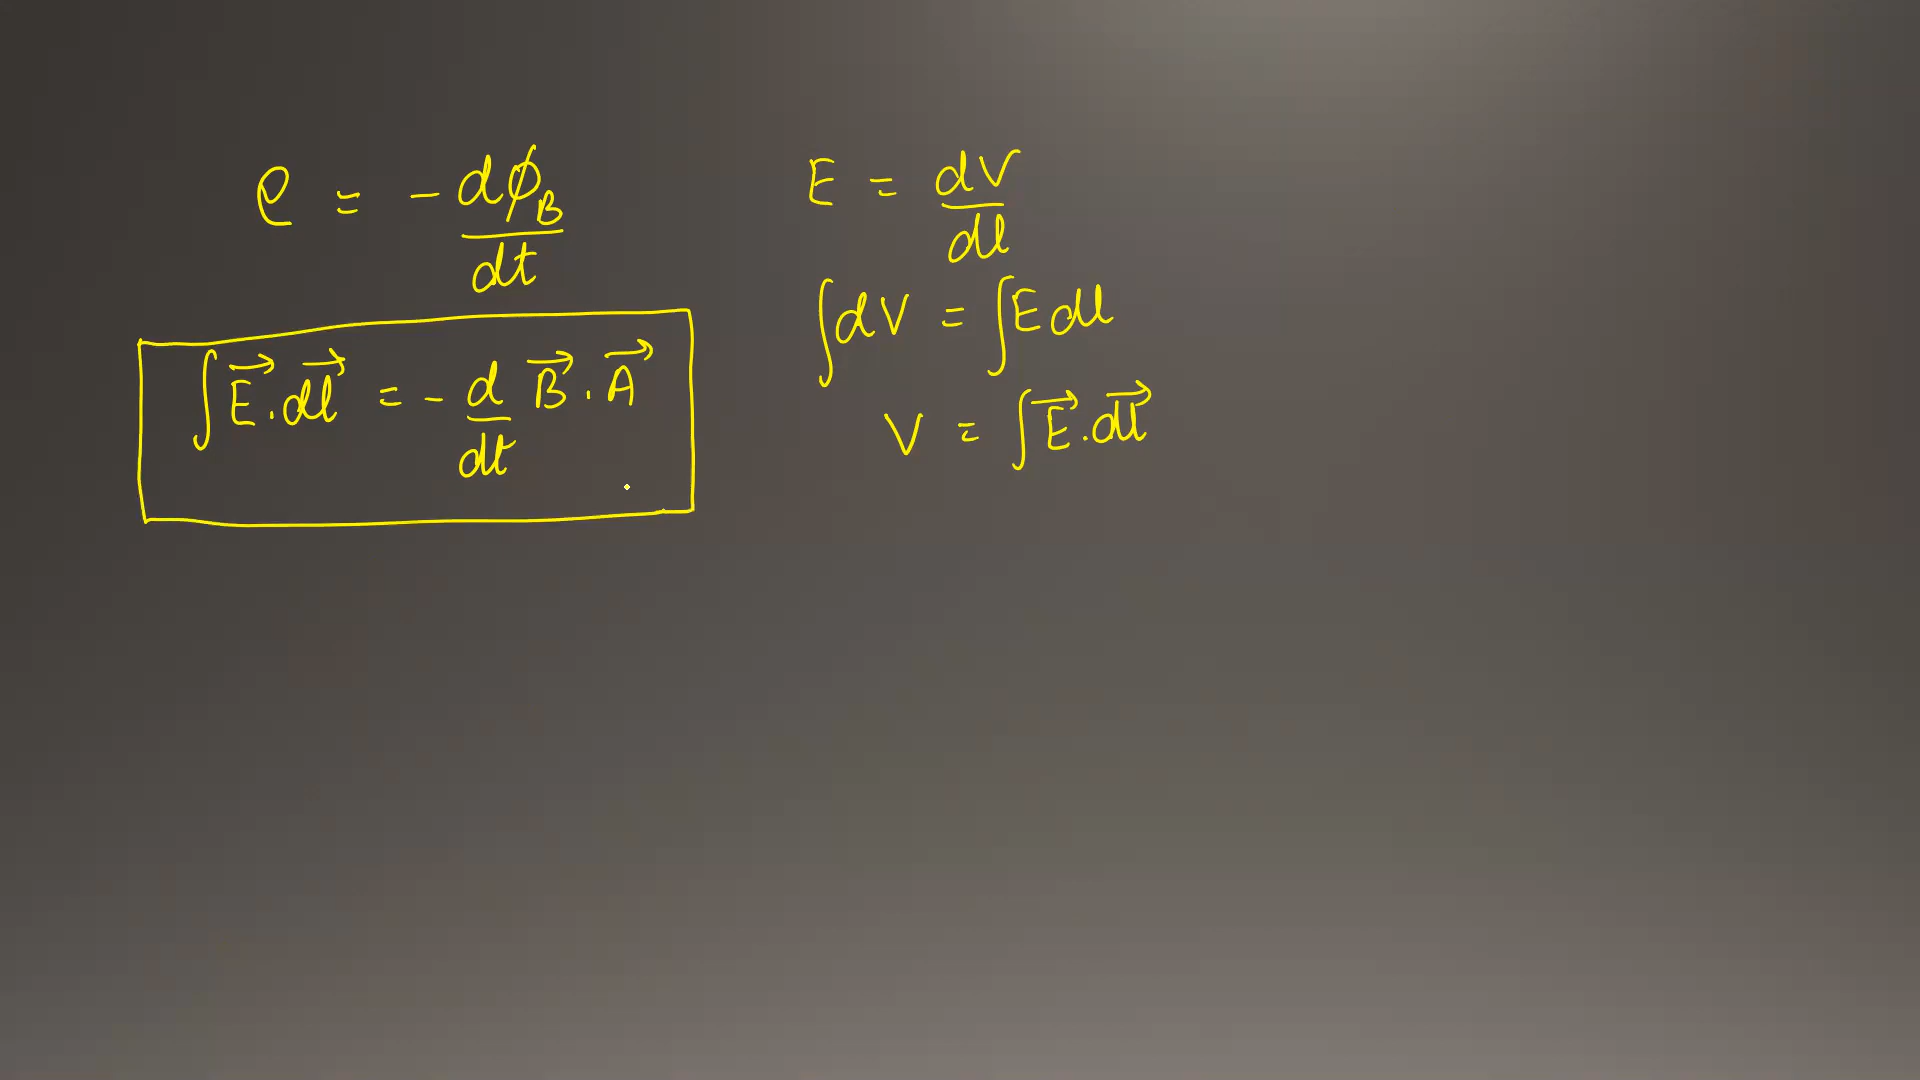 e = - dϕ_B/dt
∫E⃗.dl⃗ = - d/dt B⃗.A⃗
E = dV/dl
∫dV = ∫E dl
V = ∫E⃗.dl⃗